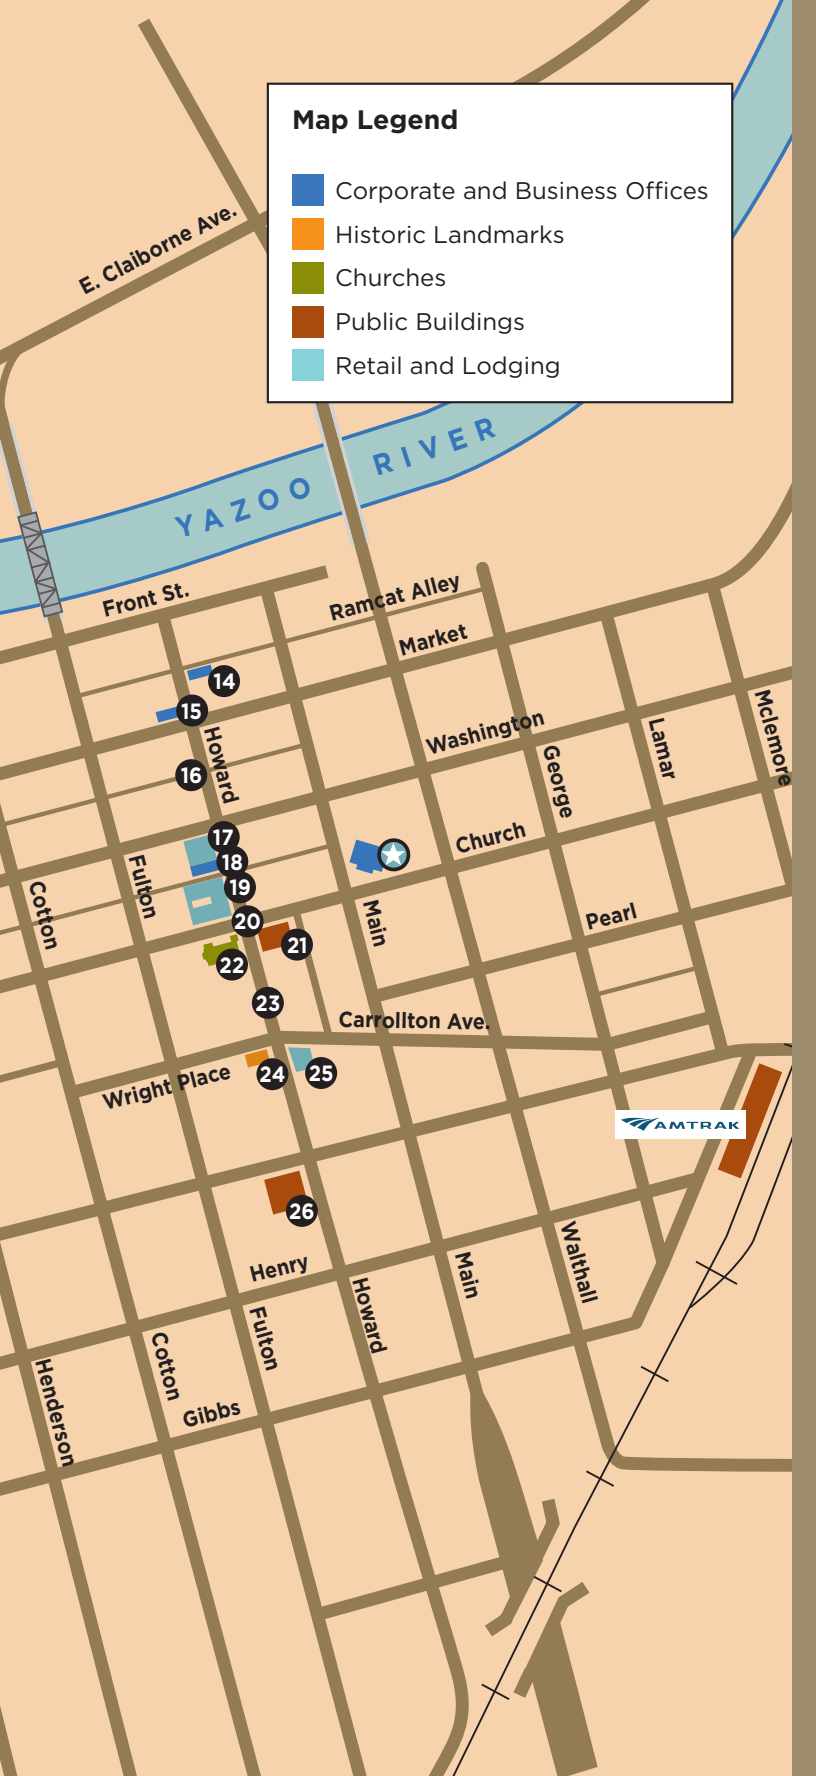 Map Legend
Corporate and Business Offices
Historic Landmarks
Churches
Public Buildings
Retail and Lodging
E. Claiborne Ave.
YAZOO RIVER
Front St.
Ramcat Alley
Market
14
15
Howard
Washington
16
George
Lamar
Mclemore
17
18
19
20
21
22
23
Church
Fulton
Cotton
Main
Pearl
Carrollton Ave.
Wright Place
24
25
AMTRAK
26
Henry
Walthall
Main
Howard
Fulton
Cotton
Henderson
Gibbs